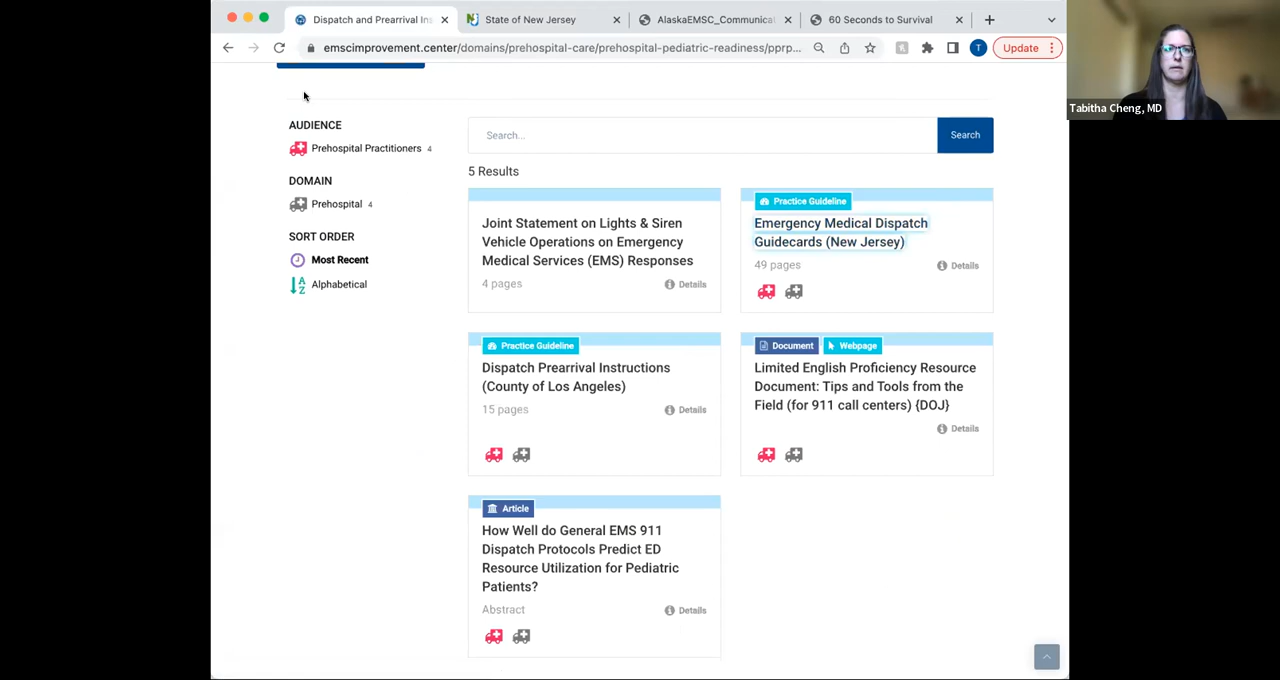 Dispatch and Prearrival Ins
State of New Jersey
AlaskaEMSC_Communica
60 Seconds to Survival
emscimprovement.center/domains/prehospital-care/prehospital-pediatric-readiness/pprp...
T
Update
Tabitha Cheng, MD
AUDIENCE
Prehospital Practitioners 4
DOMAIN
Prehospital 4
SORT ORDER
Most Recent
A
Z
Alphabetical
Search...
Search
5 Results
Joint Statement on Lights & Siren
Vehicle Operations on Emergency
Medical Services (EMS) Responses
4 pages
Details
Practice Guideline
Emergency Medical Dispatch
Guidecards (New Jersey)
49 pages
Details
Practice Guideline
Dispatch Prearrival Instructions
(County of Los Angeles)
15 pages
Details
Document
Webpage
Limited English Proficiency Resource
Document: Tips and Tools from the
Field (for 911 call centers) {DOJ}
Details
Article
How Well do General EMS 911
Dispatch Protocols Predict ED
Resource Utilization for Pediatric
Patients?
Abstract
Details